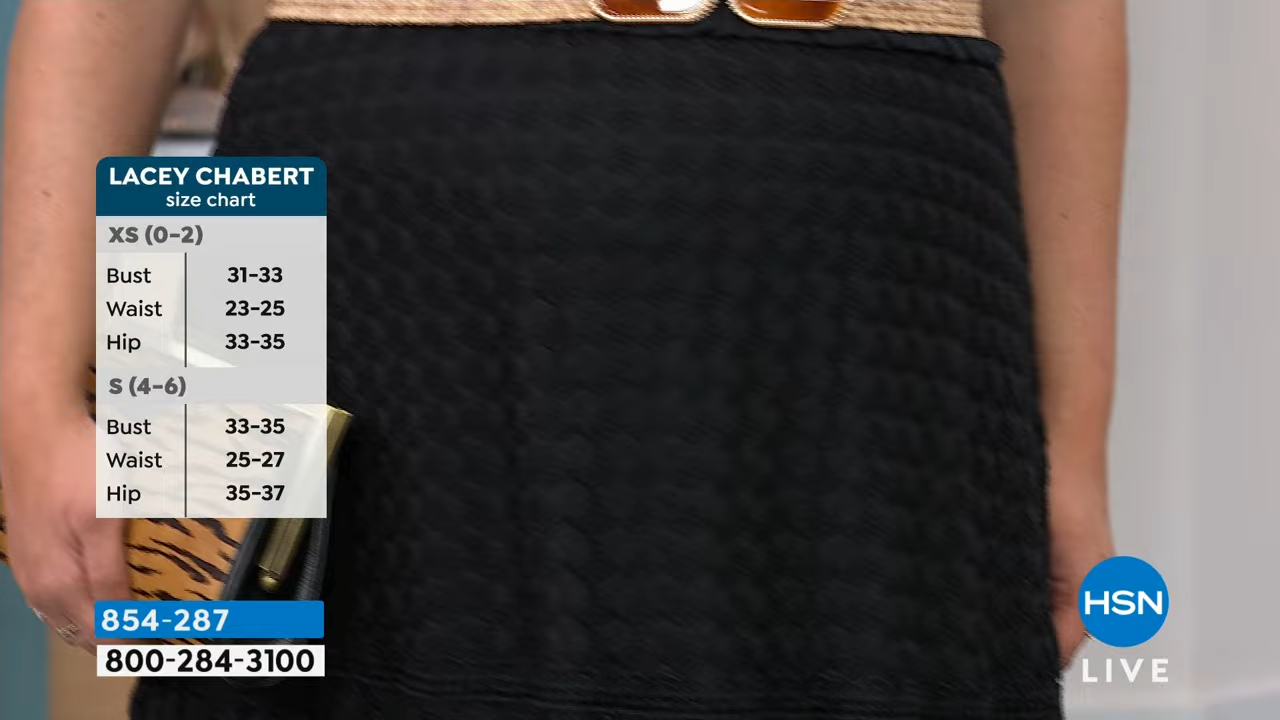 LACEY CHABERT
size chart
XS (0-2)
Bust 31-33
Waist 23-25
Hip 33-35
S (4-6)
Bust 33-35
Waist 25-27
Hip 35-37
854-287
800-284-3100
HSN
LIVE